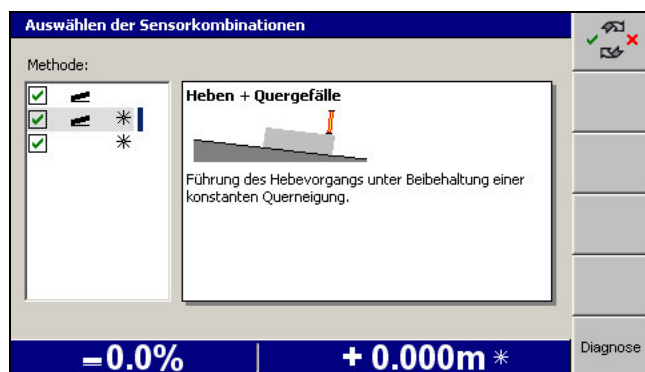 Auswählen der Sensorkombinationen
Methode:
Heben + Quergefälle
Führung des Hebevorgangs unter Beibehaltung einer
konstanten Querneigung.
Diagnose
=0.0%
+ 0.000m